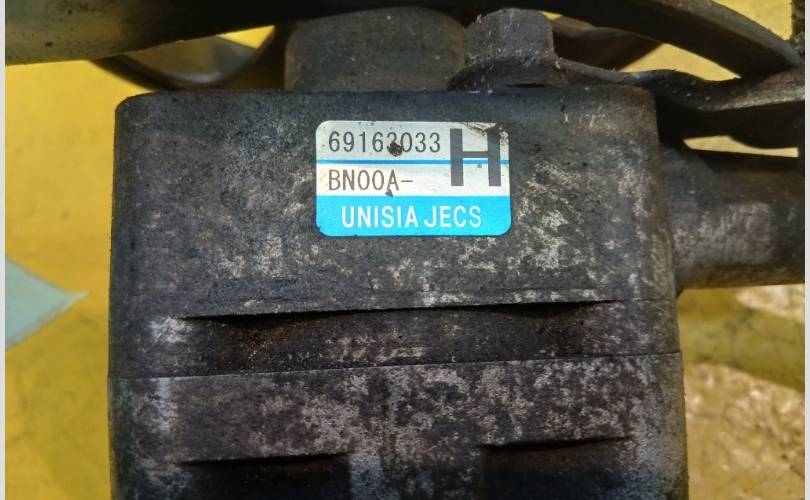 69163033
H
BN00A-
UNISIA JECS